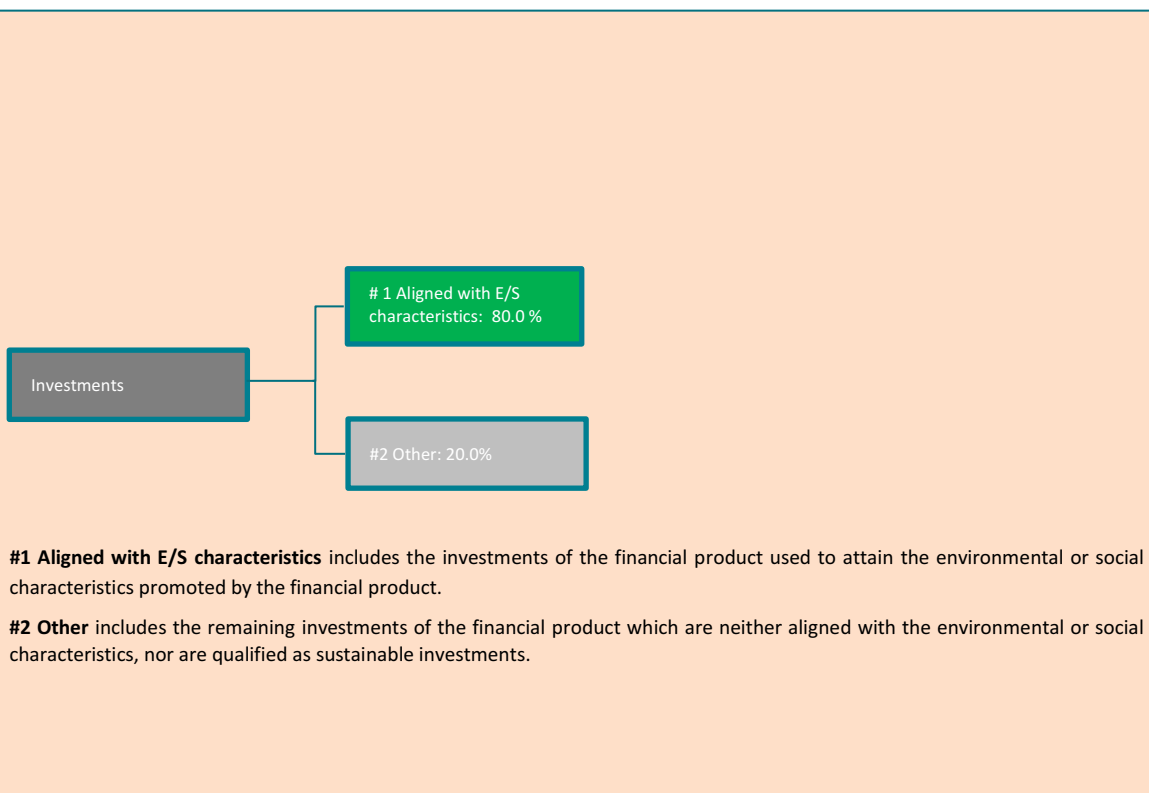 # 1 Aligned with E/S
characteristics:  80.0 %
Investments
#2 Other: 20.0%
#1 Aligned with E/S characteristics includes the investments of the financial product used to attain the environmental or social
characteristics promoted by the financial product.
#2 Other includes the remaining investments of the financial product which are neither aligned with the environmental or social
characteristics, nor are qualified as sustainable investments.